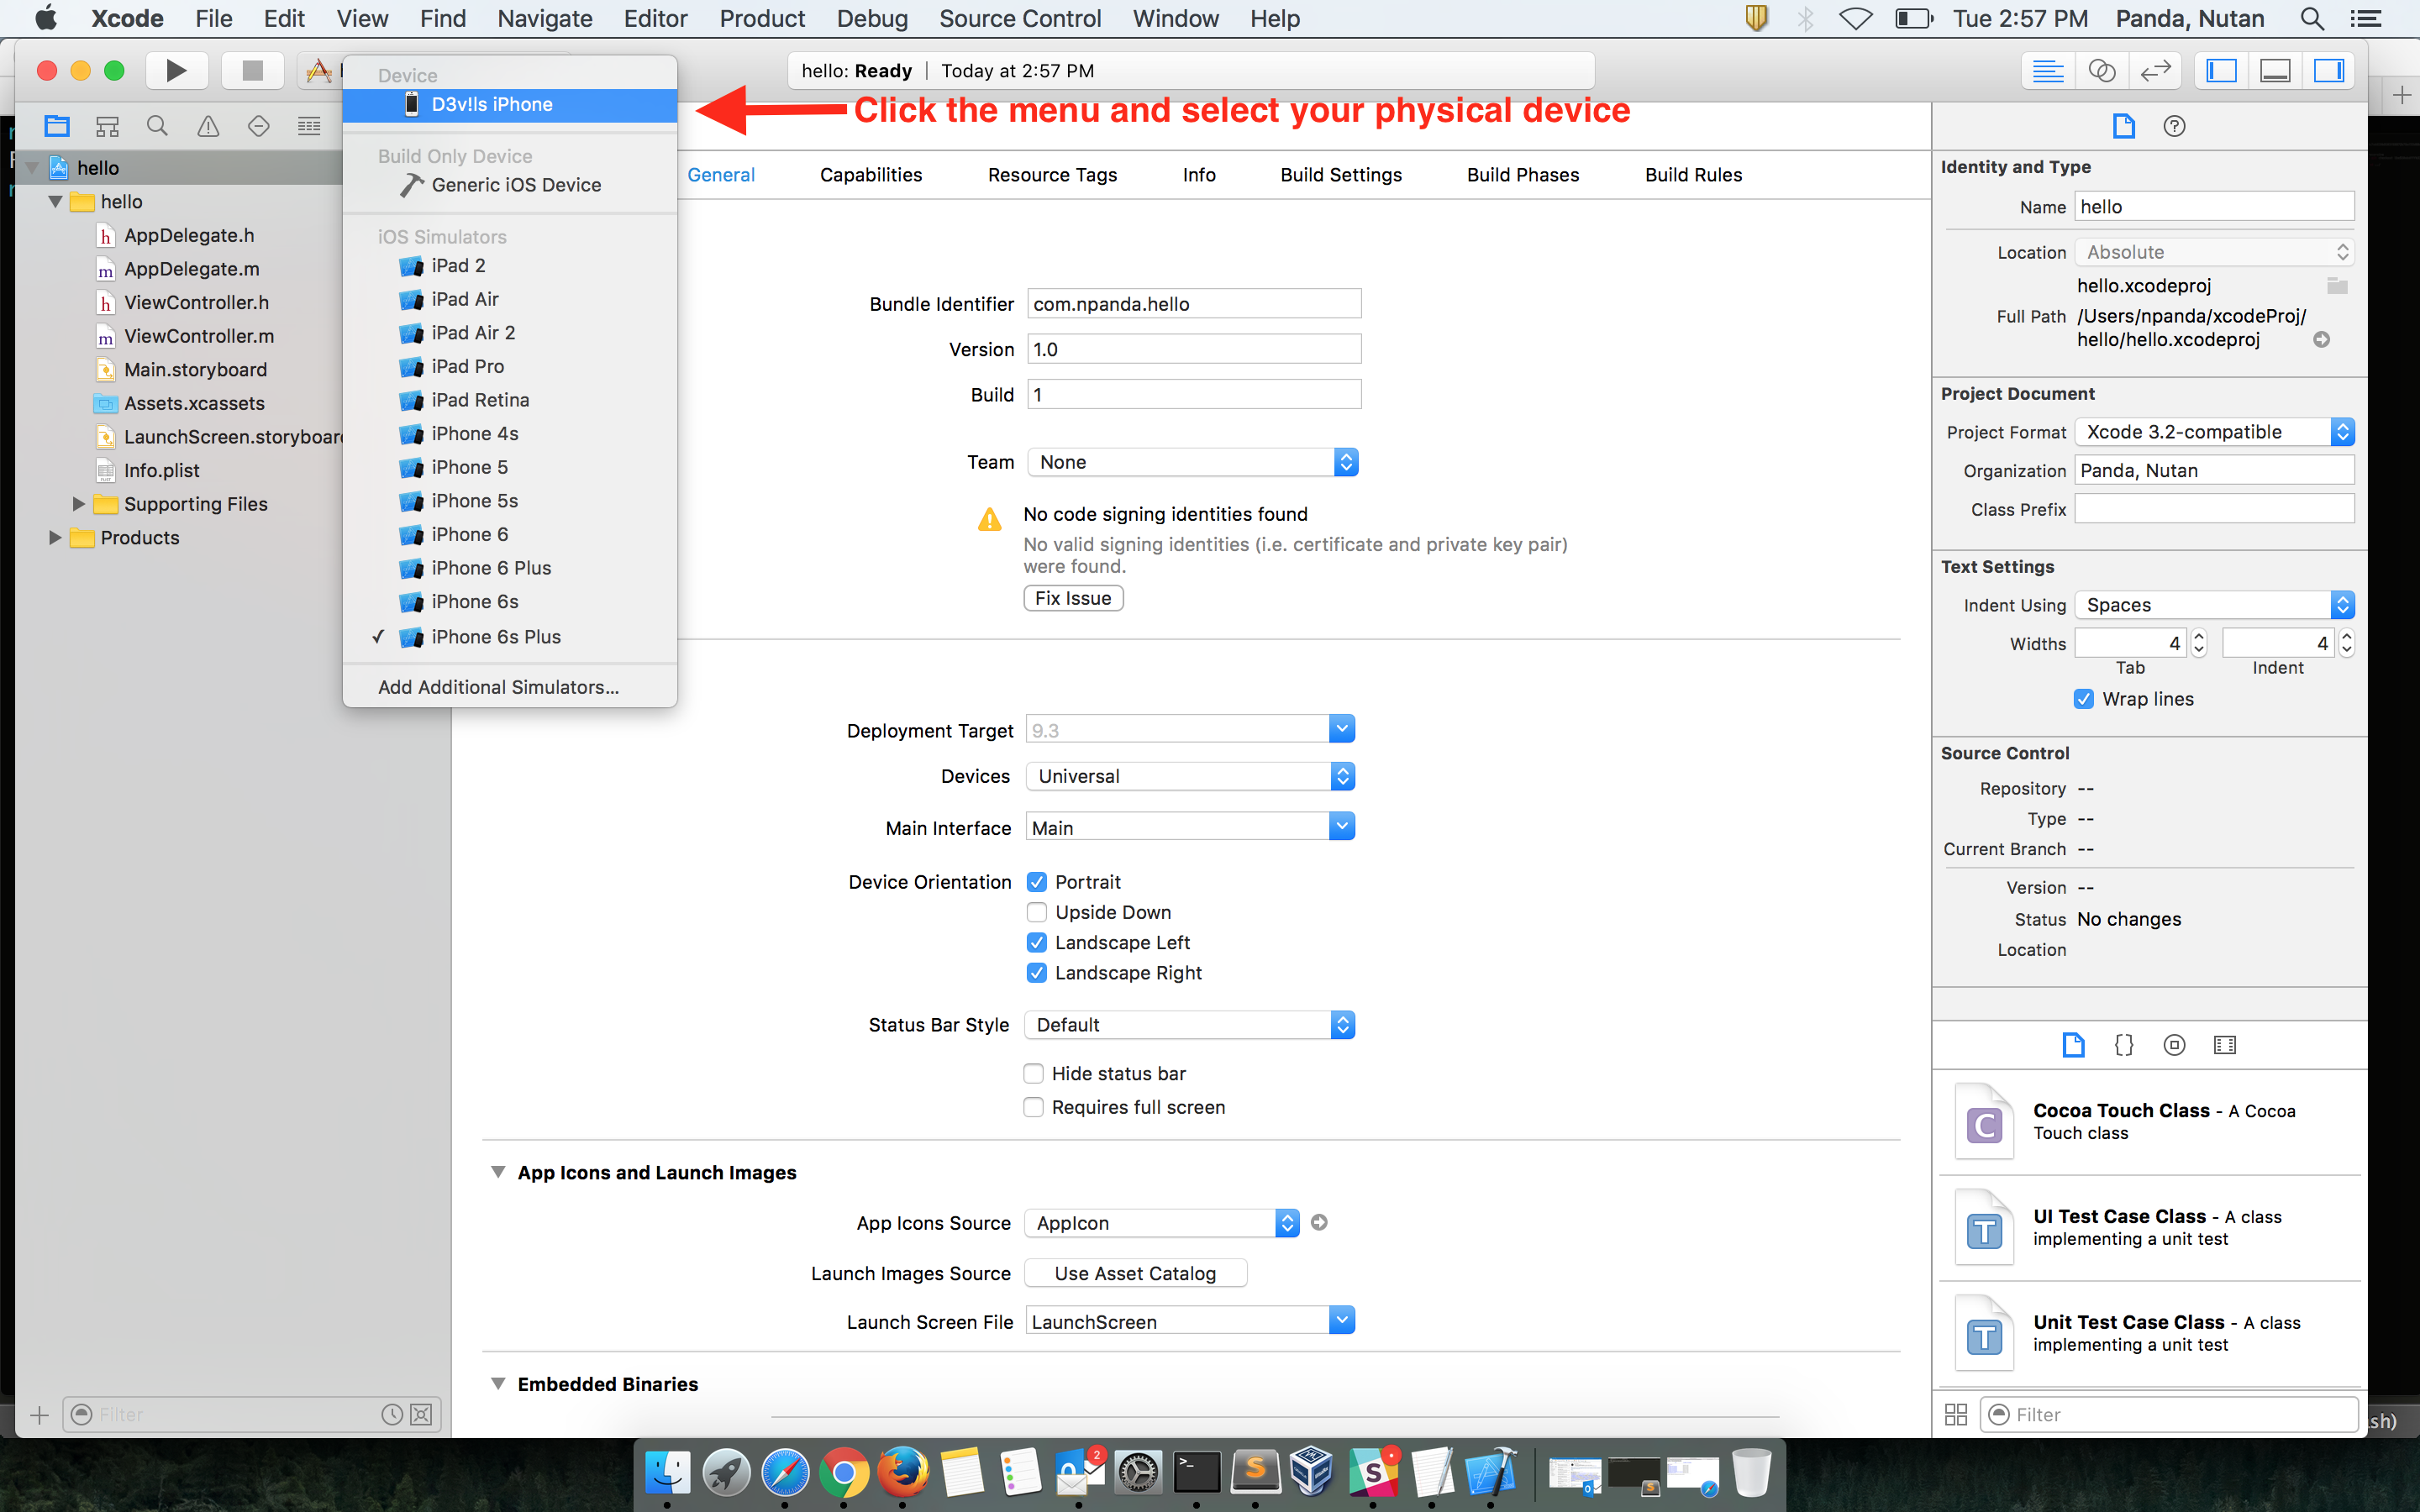 Xcode File Edit View Find Navigate Editor Product Debug Source Control Window Help Tue 2:57 PM Panda, Nutan
hello: Ready | Today at 2:57 PM
Device
D3v!ls iPhone
Click the menu and select your physical device
Build Only Device
Generic iOS Device
iOS Simulators
iPad 2
iPad Air
iPad Air 2
iPad Pro
iPad Retina
iPhone 4s
iPhone 5
iPhone 5s
iPhone 6
iPhone 6 Plus
iPhone 6s
✓ iPhone 6s Plus
Add Additional Simulators...
hello
hello
h AppDelegate.h
m AppDelegate.m
h ViewController.h
m ViewController.m
Main.storyboard
Assets.xcassets
LaunchScreen.storyboard
Info.plist
Supporting Files
Products
Filter
General Capabilities Resource Tags Info Build Settings Build Phases Build Rules
Bundle Identifier com.npanda.hello
Version 1.0
Build 1
Team None
No code signing identities found
No valid signing identities (i.e. certificate and private key pair)
were found.
Fix Issue
Deployment Target 9.3
Devices Universal
Main Interface Main
Device Orientation Portrait
Upside Down
Landscape Left
Landscape Right
Status Bar Style Default
Hide status bar
Requires full screen
App Icons and Launch Images
App Icons Source AppIcon
Launch Images Source Use Asset Catalog
Launch Screen File LaunchScreen
Embedded Binaries
Identity and Type
Name hello
Location Absolute
hello.xcodeproj
Full Path /Users/npanda/xcodeProj/
hello/hello.xcodeproj
Project Document
Project Format Xcode 3.2-compatible
Organization Panda, Nutan
Class Prefix
Text Settings
Indent Using Spaces
Widths 4 4
Tab Indent
Wrap lines
Source Control
Repository --
Type --
Current Branch --
Version --
Status No changes
Location
{}
C Cocoa Touch Class - A Cocoa
Touch class
T UI Test Case Class - A class
implementing a unit test
T Unit Test Case Class - A class
implementing a unit test
Filter
sh)
2